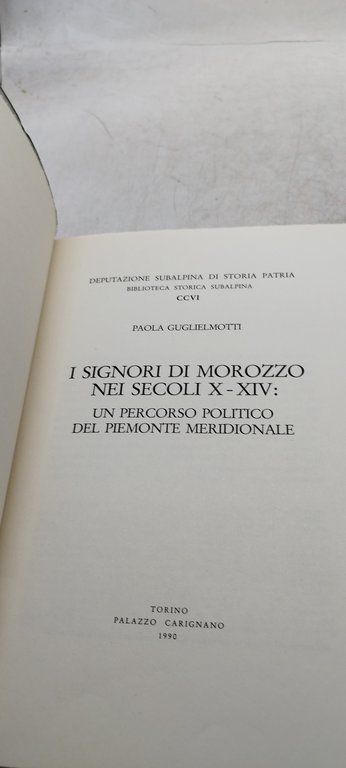 DEPUTAZIONE SUBALPINA DI STORIA PATRIA
BIBLIOTECA STORICA SUBALPINA
CCVI
PAOLA GUGLIELMOTTI
I SIGNORI DI MOROZZO
NEI SECOLI X - XIV:
UN PERCORSO POLITICO
DEL PIEMONTE MERIDIONALE
TORINO
PALAZZO CARIGNANO
1990